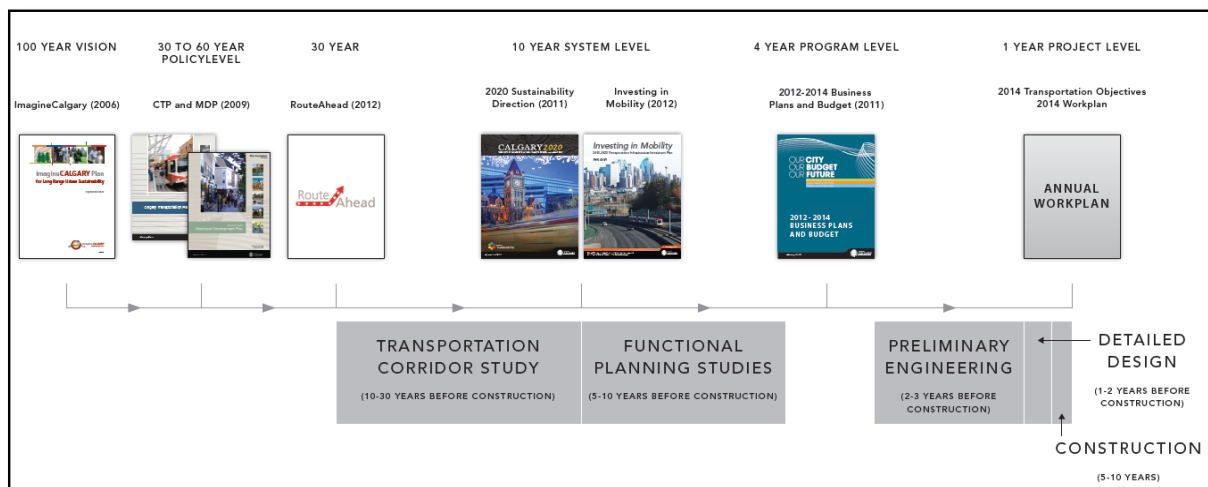 100 YEAR VISION
30 TO 60 YEAR
POLICYLEVEL
30 YEAR
10 YEAR SYSTEM LEVEL
4 YEAR PROGRAM LEVEL
1 YEAR PROJECT LEVEL
ImagineCalgary (2006)
CTP and MDP (2009)
RouteAhead (2012)
2020 Sustainability
Direction (2011)
Investing in
Mobility (2012)
2012-2014 Business
Plans and Budget (2011)
2014 Transportation Objectives
2014 Workplan
imagineCALGARY Plan
for Long Range Urban Sustainability
Route
Ahead
CALGARY2020
Investing in Mobility
OUR CITY
OUR BUDGET
OUR FUTURE
2012-2014
BUSINESS PLANS
AND BUDGET
ANNUAL
WORKPLAN
TRANSPORTATION
CORRIDOR STUDY
(10-30 YEARS BEFORE CONSTRUCTION)
FUNCTIONAL
PLANNING STUDIES
(5-10 YEARS BEFORE CONSTRUCTION)
PRELIMINARY
ENGINEERING
(2-3 YEARS BEFORE
CONSTRUCTION)
DETAILED
DESIGN
(1-2 YEARS BEFORE
CONSTRUCTION)
CONSTRUCTION
(5-10 YEARS)